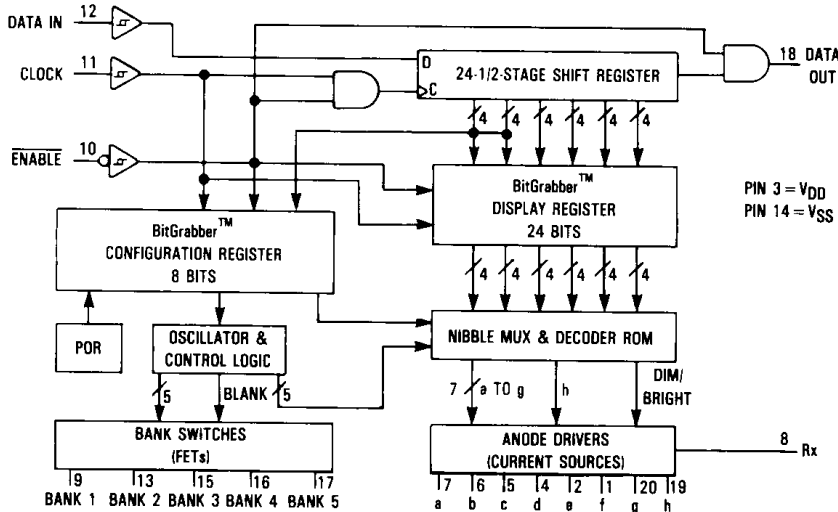 12
DATA IN
11
CLOCK
10
ENABLE
D
C
24-1/2-STAGE SHIFT REGISTER
18 DATA OUT
4 4 4 4 4 4
BitGrabber™
DISPLAY REGISTER
24 BITS
PIN 3 = VDD
PIN 14 = VSS
BitGrabber™
CONFIGURATION REGISTER
8 BITS
4 4 4 4 4 4
POR
OSCILLATOR &
CONTROL LOGIC
NIBBLE MUX & DECODER ROM
5 BLANK 5
7 a TO g
h
DIM/
BRIGHT
BANK SWITCHES
(FETs)
ANODE DRIVERS
(CURRENT SOURCES)
8
Rx
9 13 15 16 17
BANK 1 BANK 2 BANK 3 BANK 4 BANK 5
7 6 5 4 2 1 20 19
a b c d e f g h